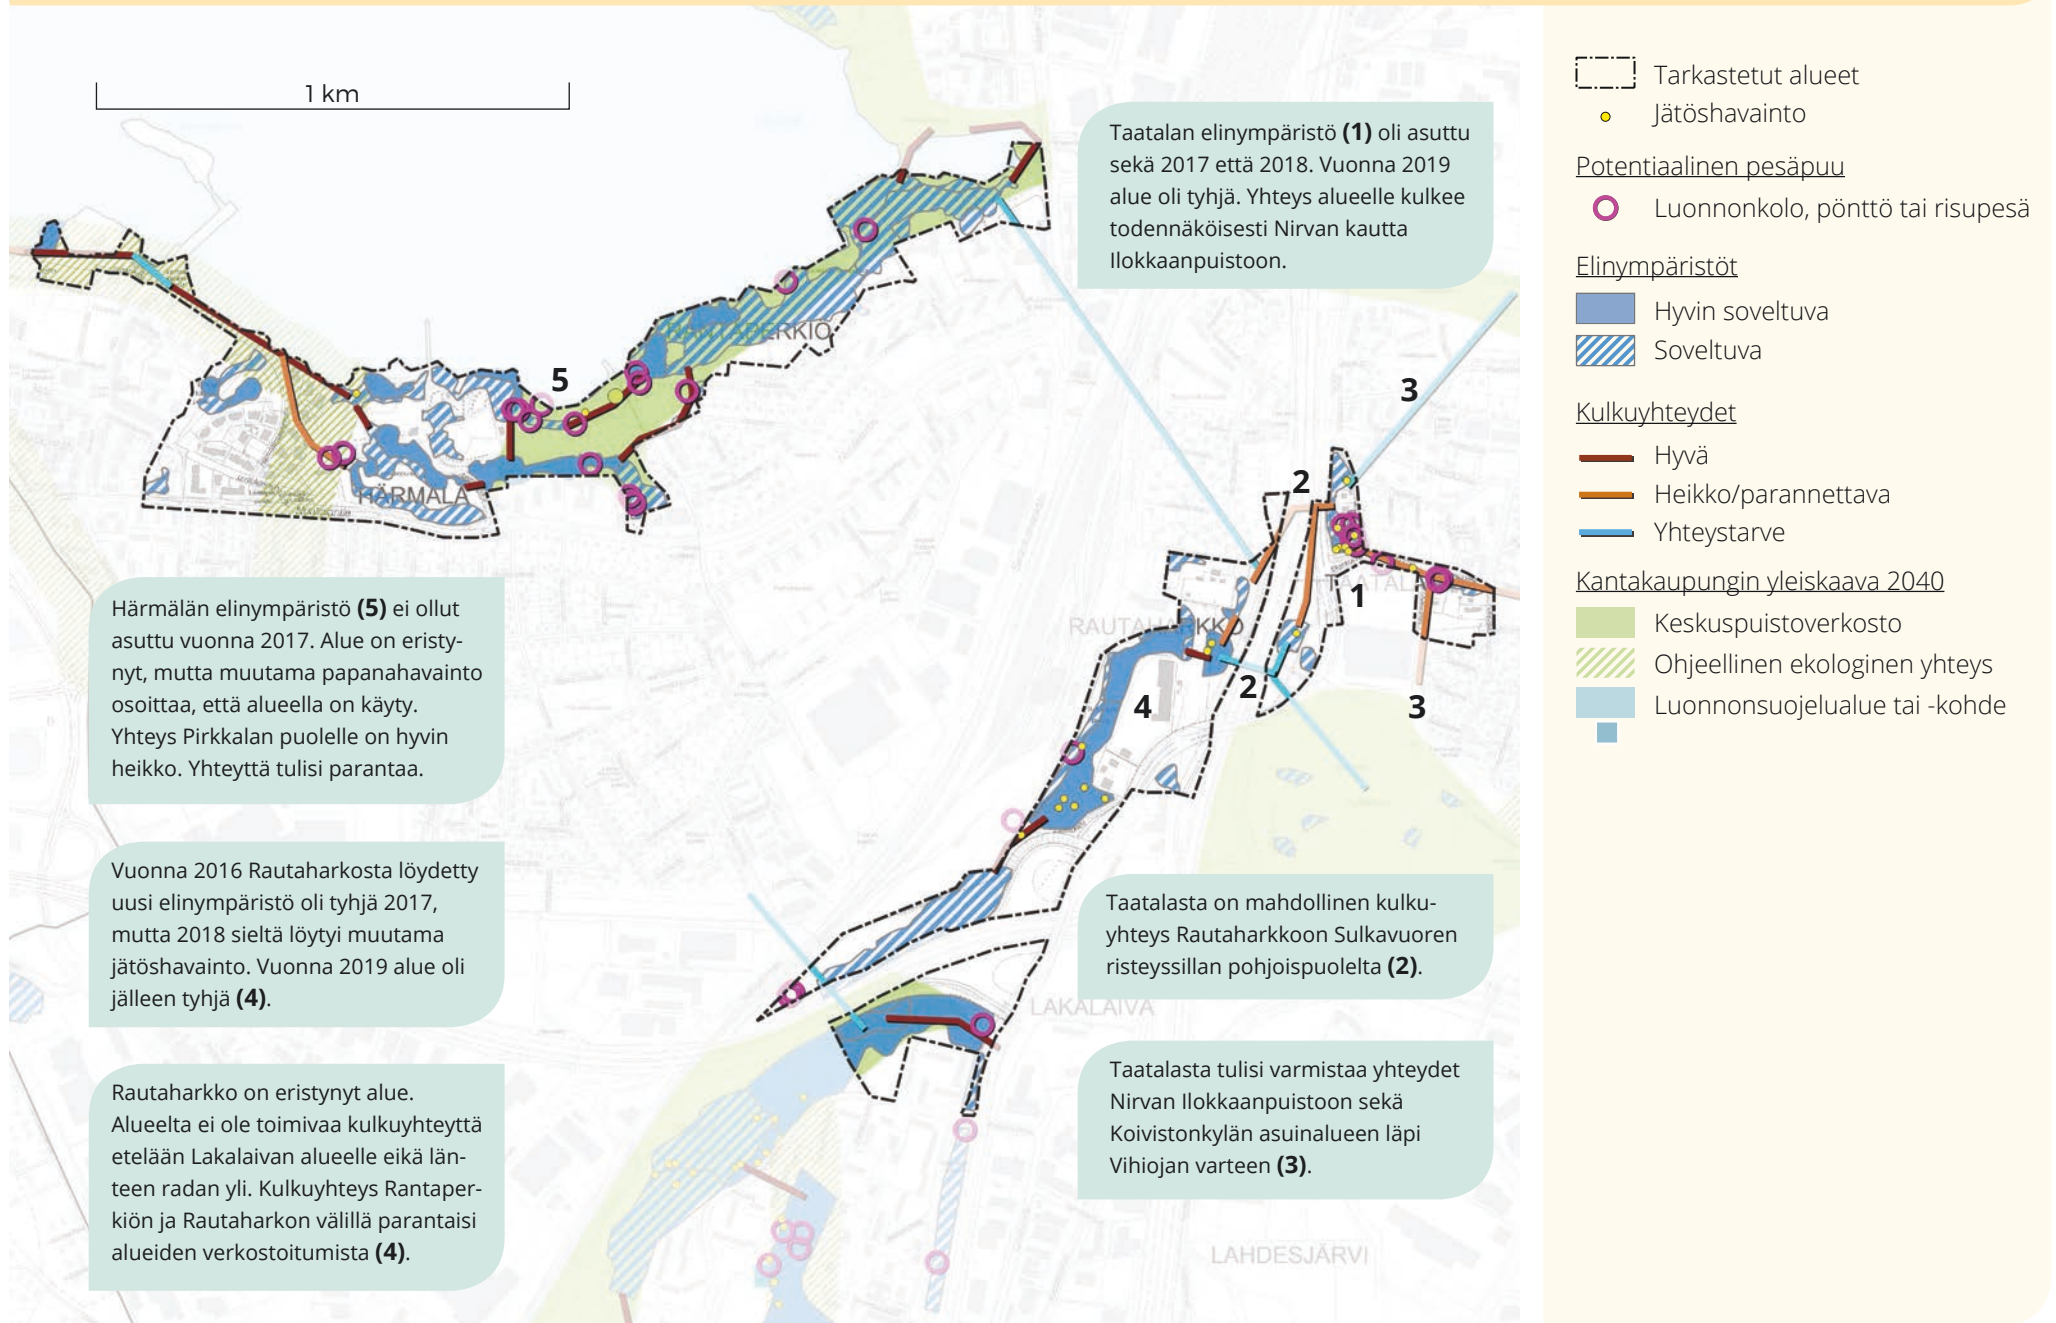 1 km
Taatalan elinympäristö (1) oli asuttu
sekä 2017 että 2018. Vuonna 2019
alue oli tyhjä. Yhteys alueelle kulkee
todennäköisesti Nirvan kautta
Ilokkaanpuistoon.
RANTAPERKIÖ
5
3
2
HÄRMÄLÄ
TAATALA
1
RAUTAHARKKO
2
3
4
Härmälän elinympäristö (5) ei ollut
asuttu vuonna 2017. Alue on eristy-
nyt, mutta muutama papanahavainto
osoittaa, että alueella on käyty.
Yhteys Pirkkalan puolelle on hyvin
heikko. Yhteyttä tulisi parantaa.
Vuonna 2016 Rautaharkosta löydetty
uusi elinympäristö oli tyhjä 2017,
mutta 2018 sieltä löytyi muutama
jätöshavainto. Vuonna 2019 alue oli
jälleen tyhjä (4).
Taatalasta on mahdollinen kulku-
yhteys Rautaharkkoon Sulkavuoren
risteyssillan pohjoispuolelta (2).
LAKALAIVA
Rautaharkko on eristynyt alue.
Alueelta ei ole toimivaa kulkuyhteyttä
etelään Lakalaivan alueelle eikä län-
teen radan yli. Kulkuyhteys Rantaper-
kiön ja Rautaharkon välillä parantaisi
alueiden verkostoitumista (4).
Taatalasta tulisi varmistaa yhteydet
Nirvan Ilokkaanpuistoon sekä
Koivistonkylän asuinalueen läpi
Vihiojan varteen (3).
LAHDESJÄRVI
Tarkastetut alueet
Jätöshavainto
Potentiaalinen pesäpuu
Luonnonkolo, pönttö tai risupesä
Elinympäristöt
Hyvin soveltuva
Soveltuva
Kulkuyhteydet
Hyvä
Heikko/parannettava
Yhteystarve
Kantakaupungin yleiskaava 2040
Keskuspuistoverkosto
Ohjeellinen ekologinen yhteys
Luonnonsuojelualue tai -kohde